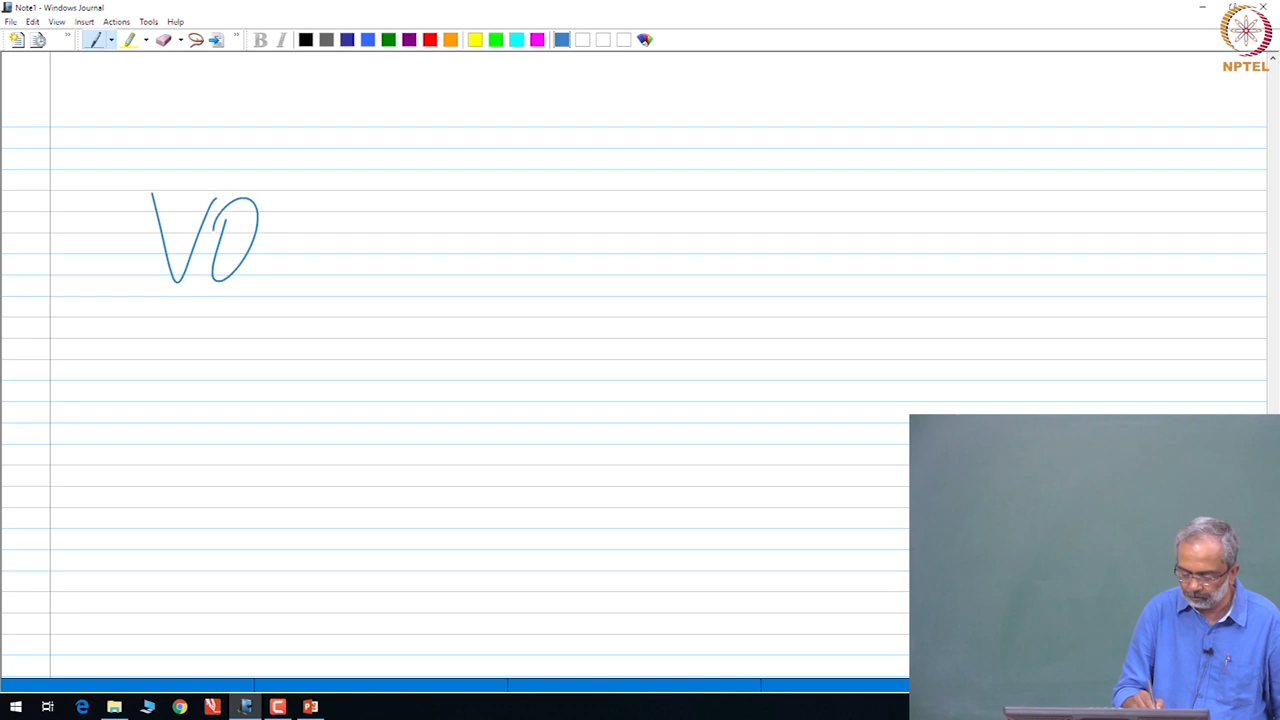 Note1 - Windows Journal
File Edit View Insert Actions Tools Help
B I
NPTEL
VD